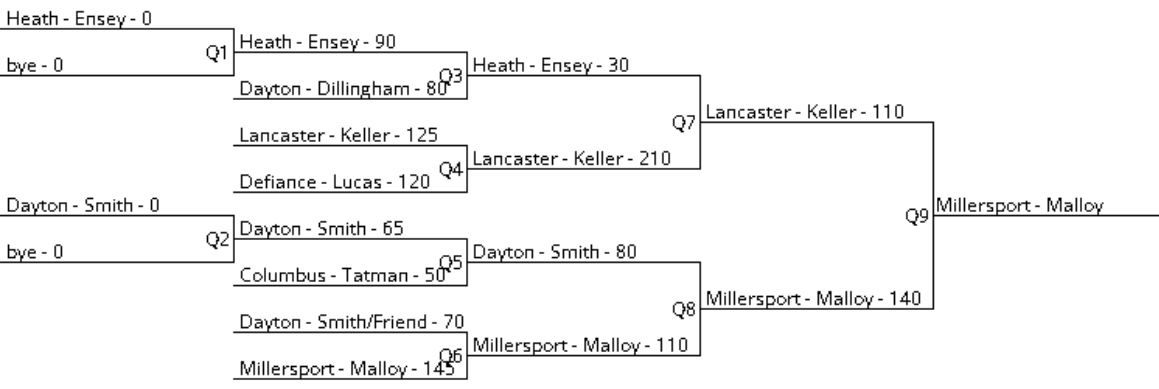 Heath - Ensey - 0
Q1
bye - 0
Heath - Ensey - 90
Q3
Dayton - Dillingham - 80
Heath - Ensey - 30
Q7
Lancaster - Keller - 110
Lancaster - Keller - 125
Q4
Defiance - Lucas - 120
Lancaster - Keller - 210
Q9
Millersport - Malloy
Dayton - Smith - 0
Q2
bye - 0
Dayton - Smith - 65
Q5
Columbus - Tatman - 50
Dayton - Smith - 80
Q8
Millersport - Malloy - 140
Dayton - Smith/Friend - 70
Q6
Millersport - Malloy - 145
Millersport - Malloy - 110